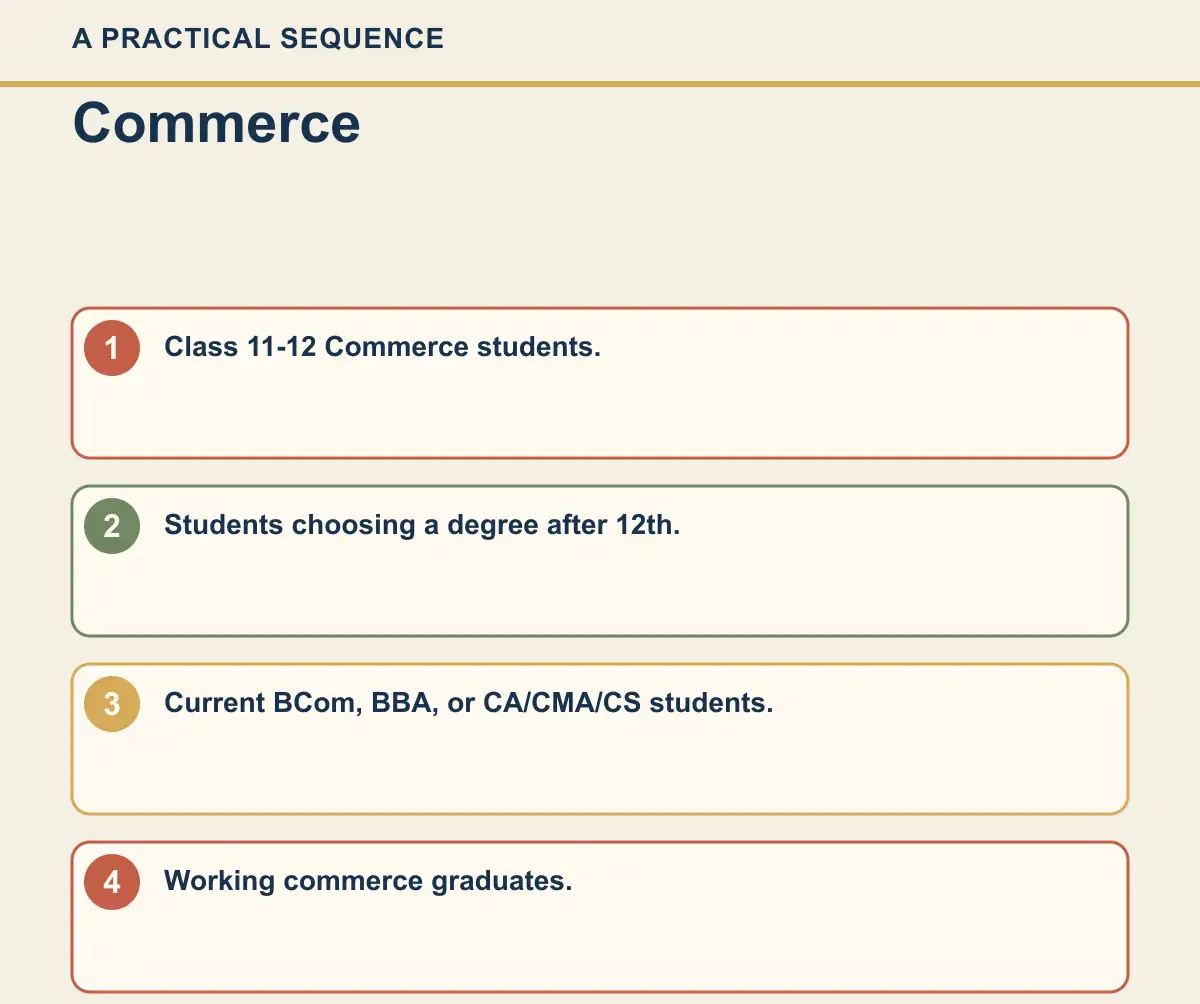 A PRACTICAL SEQUENCE
Commerce
1 Class 11-12 Commerce students.
2 Students choosing a degree after 12th.
3 Current BCom, BBA, or CA/CMA/CS students.
4 Working commerce graduates.